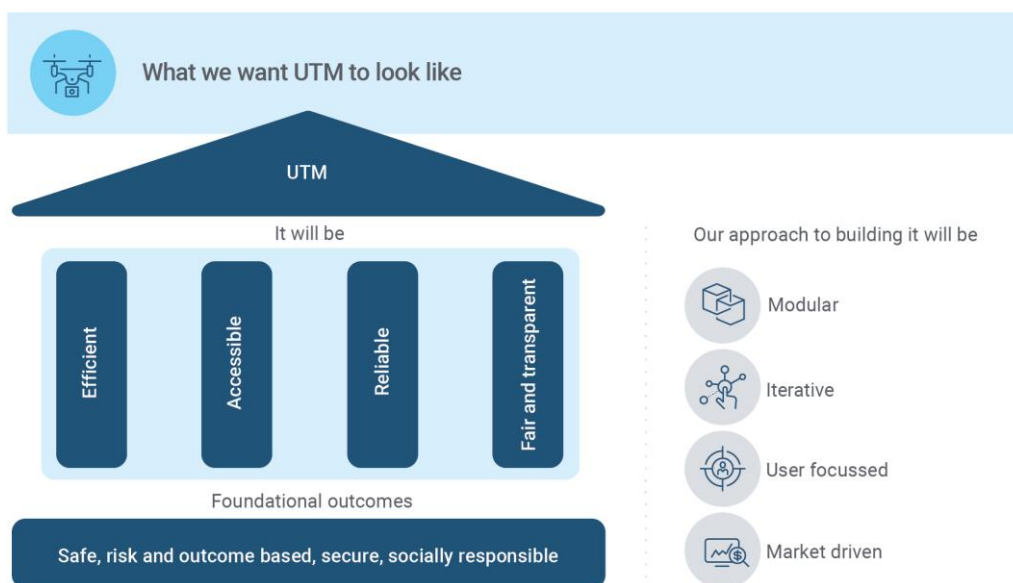 What we want UTM to look like
UTM
It will be
Efficient
Accessible
Reliable
Fair and transparent
Foundational outcomes
Safe, risk and outcome based, secure, socially responsible
Our approach to building it will be
Modular
Iterative
User focussed
Market driven